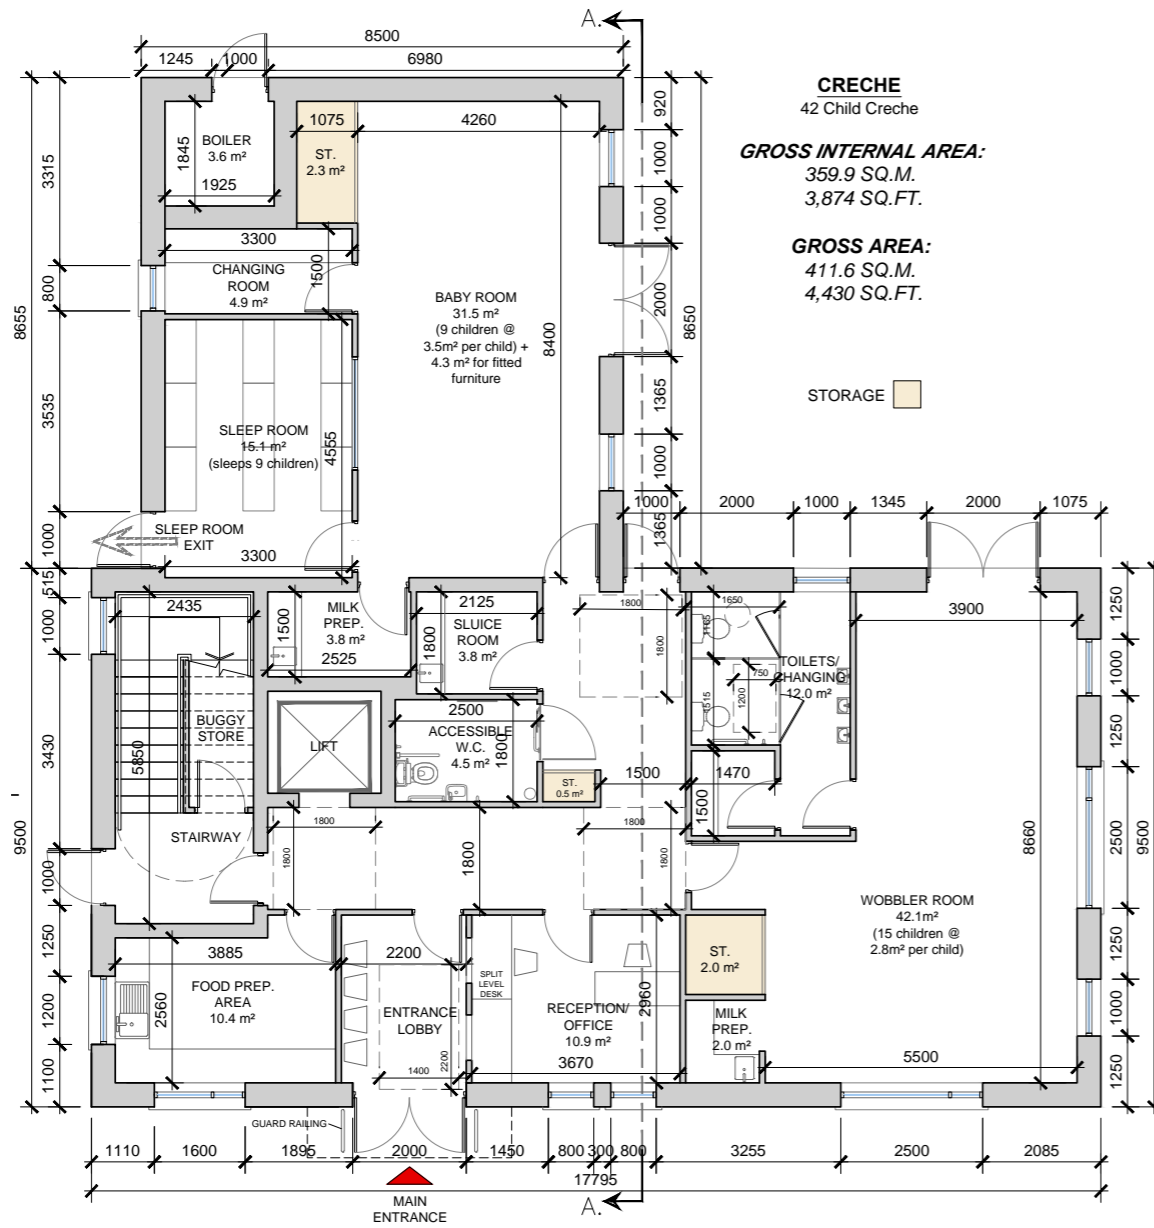 A.
8500
1245
1000
6980
CRECHE
42 Child Creche
GROSS INTERNAL AREA:
359.9 SQ.M.
3,874 SQ.FT.
GROSS AREA:
411.6 SQ.M.
4,430 SQ.FT.
STORAGE
920
1000
1000
2000
1365
1000
1365
8650
3315
800
3535
1000
8655
BOILER
3.6 m²
1845
1925
1075
ST.
2.3 m²
4260
3300
CHANGING
ROOM
4.9 m²
1500
BABY ROOM
31.5 m²
(9 children @
3.5m² per child) +
4.3 m² for fitted
furniture
8400
SLEEP ROOM
15.1 m²
(sleeps 9 children)
4555
SLEEP ROOM
EXIT
3300
1000
2000
1000
1345
2000
1075
515
1000
3430
1000
1250
1200
1100
9500
2435
BUGGY
STORE
5850
STAIRWAY
MILK
PREP.
3.8 m²
1500
2525
2125
SLUICE
ROOM
3.8 m²
1800
LIFT
2500
ACCESSIBLE
W.C.
4.5 m²
1800
ST.
0.5 m²
1800
1800
1650
1185
1515
750
1200
TOILETS/
CHANGING
12.0 m²
1500
1470
1500
3900
8660
1250
1000
1250
2500
1250
1000
1250
9500
1800
1800
1800
1800
1800
WOBBLER ROOM
42.1m²
(15 children @
2.8m² per child)
3885
FOOD PREP.
AREA
10.4 m²
2560
2200
ENTRANCE
LOBBY
1400
2200
SPLIT
LEVEL
DESK
RECEPTION/
OFFICE
10.9 m²
2960
3670
ST.
2.0 m²
MILK
PREP.
2.0 m²
5500
GUARD RAILING
1110
1600
1895
2000
1450
800
300
800
3255
2500
2085
17795
MAIN
ENTRANCE
A.